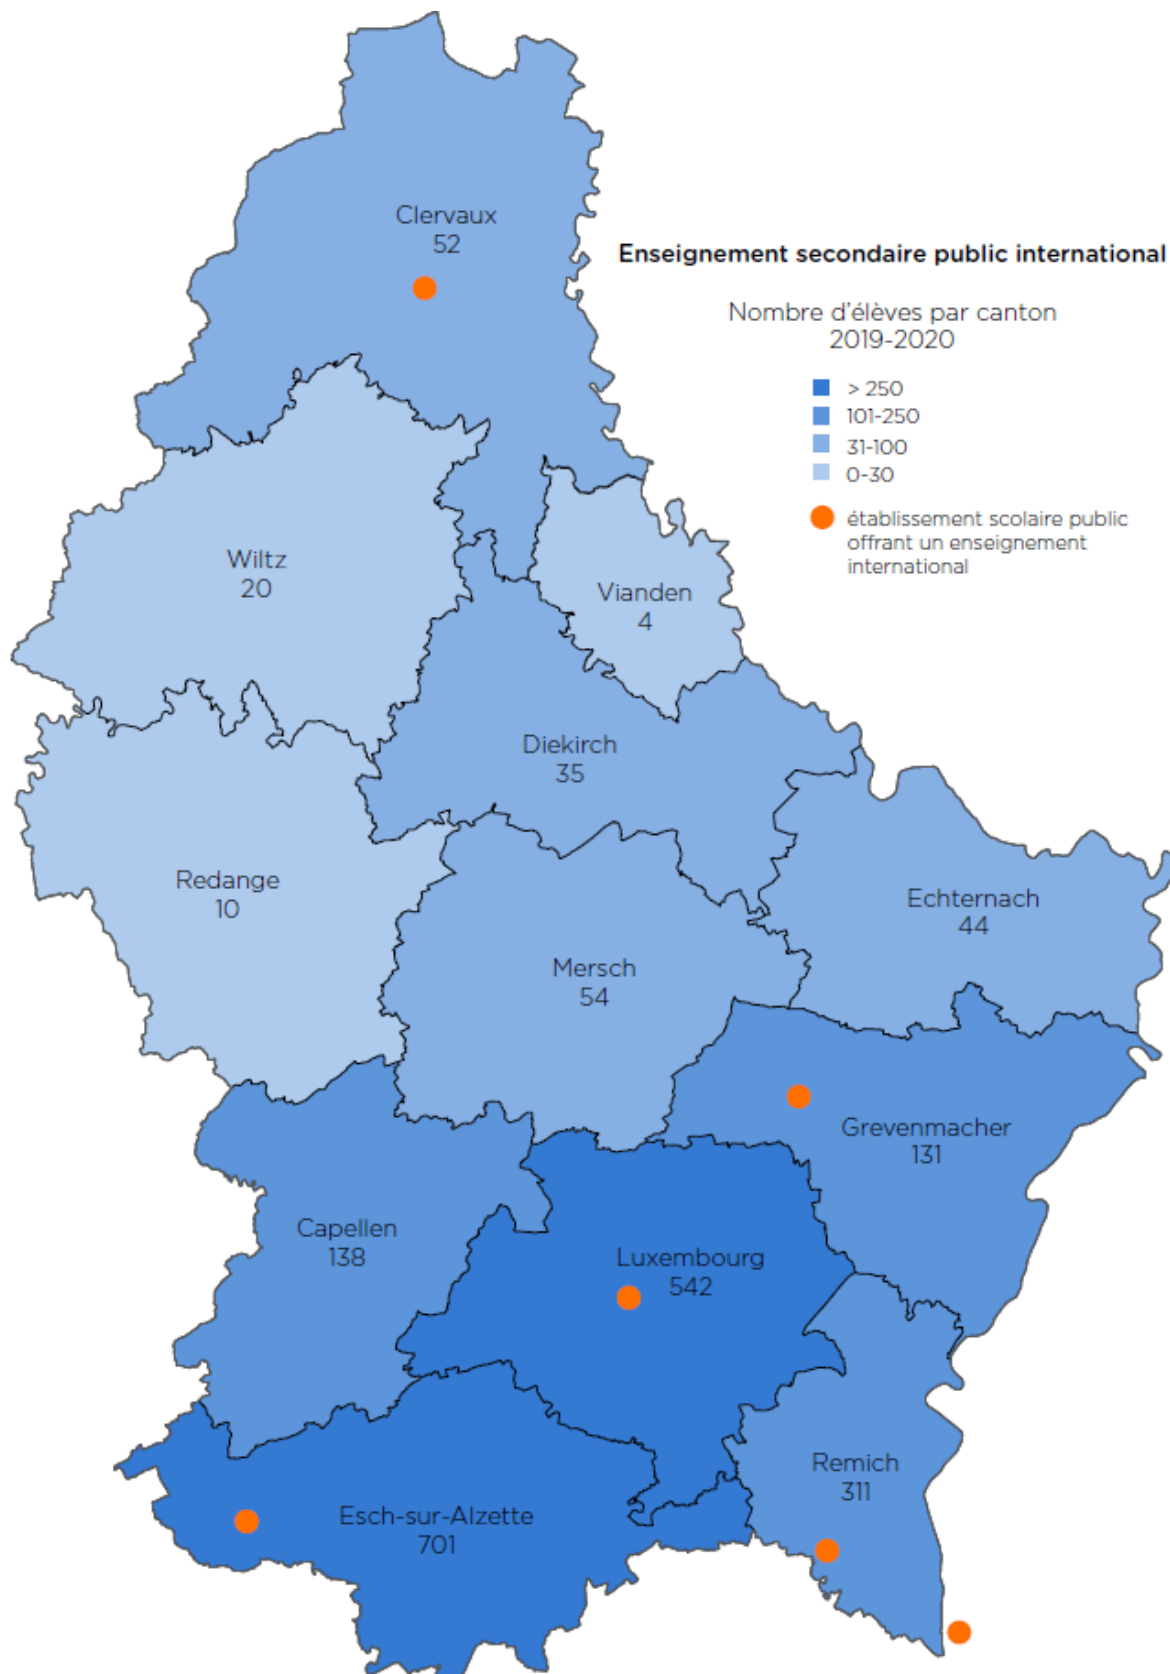 Clervaux
52
Enseignement secondaire public international
Nombre d'élèves par canton
2019-2020
> 250
101-250
31-100
0-30
établissement scolaire public
offrant un enseignement
international
Wiltz
20
Vianden
4
Diekirch
35
Redange
10
Echternach
44
Mersch
54
Grevenmacher
131
Capellen
138
Luxembourg
542
Remich
311
Esch-sur-Alzette
701